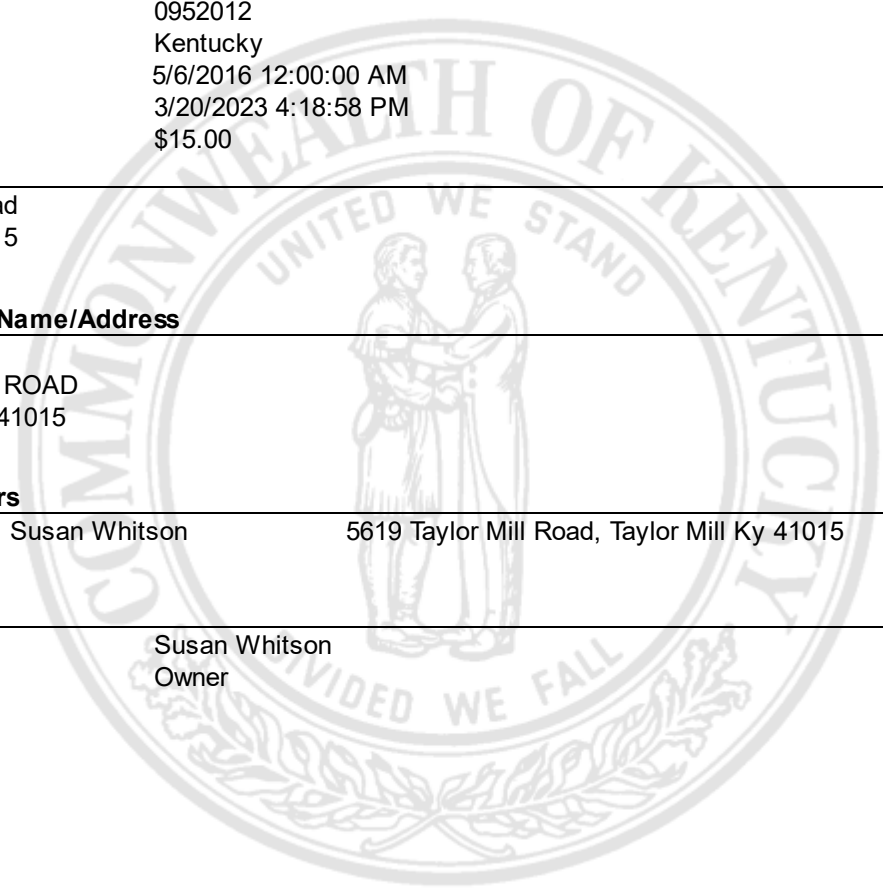 0952012
Kentucky
5/6/2016 12:00:00 AM
3/20/2023 4:18:58 PM
$15.00
ad
5
Name/Address
ROAD
41015
rs
Susan Whitson 5619 Taylor Mill Road, Taylor Mill Ky 41015
Susan Whitson
Owner
COMMONWEALTH OF KENTUCKY
UNITED WE STAND
DIVIDED WE FALL